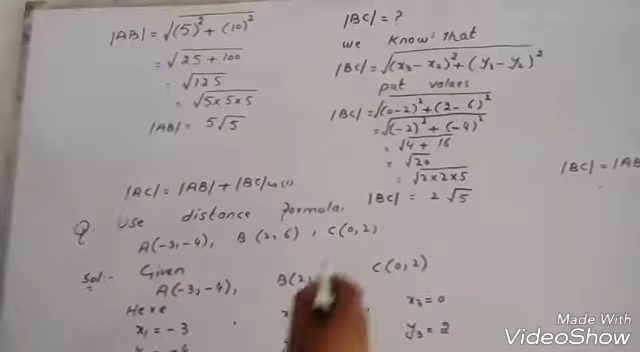 |AB| = √(5)² + (10)²
= √25 + 100
= √125
= √5×5×5
|AB| = 5√5
|BC| = ?
we know that
|BC| = √(x₃ - x₂)² + (y₃ - y₂)²
put values
|BC| = √(0-2)² + (2-6)²
= √(-2)² + (-4)²
= √4 + 16
= √20
= √2×2×5
|BC| = 2√5
|BC| = |AB
|AC| = |AB| + |BC| → (1)
Q. Use distance formula.
A(-3,-4), B(2,6), C(0,2)
Sol:- Given
A(-3,-4), B(2, C(0,2)
Here
x₁ = -3
x₃ = 0
y₃ = 2
Made With
VideoShow